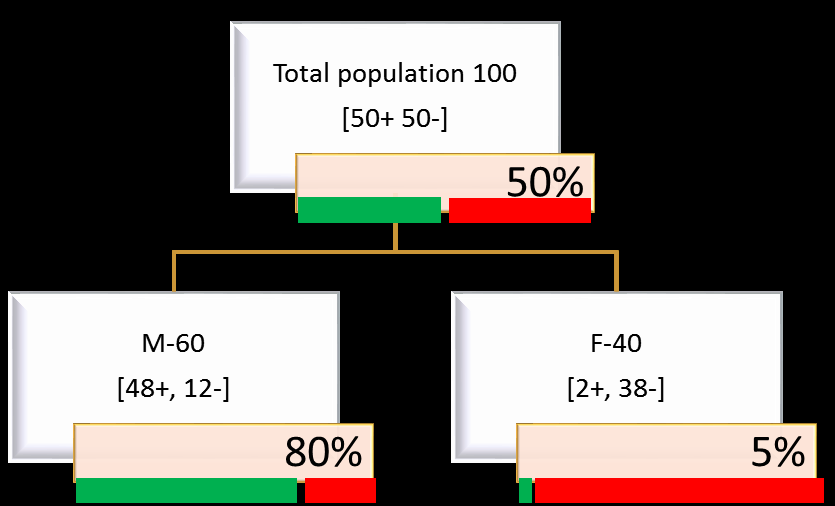 Total population 100
[50+ 50-]
50%
M-60
[48+, 12-]
80%
F-40
[2+, 38-]
5%